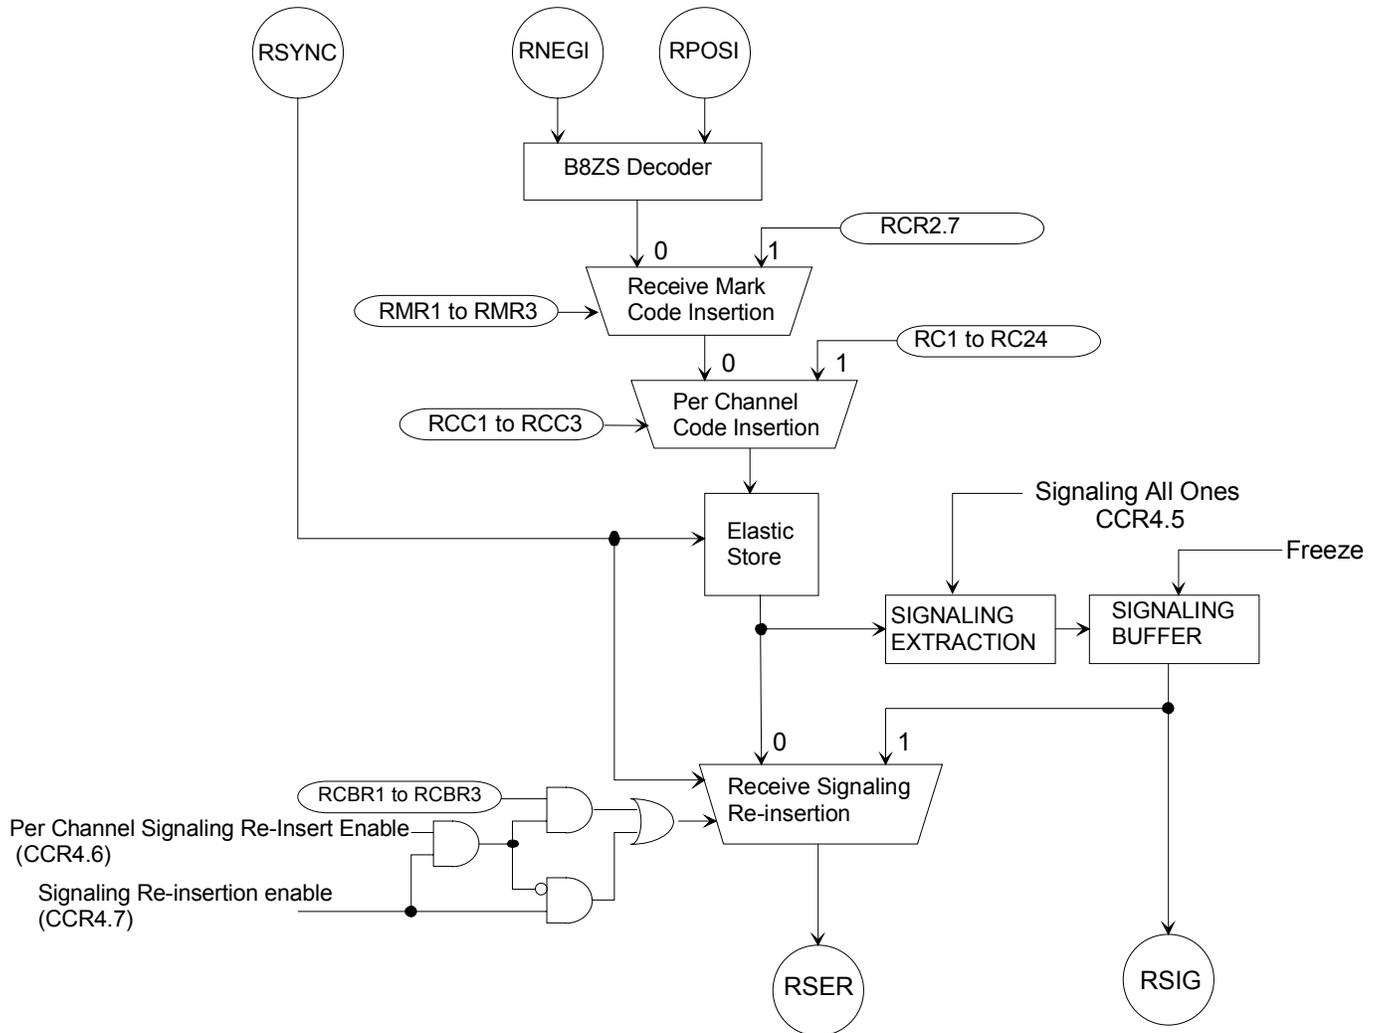 RSYNC
RNEGI
RPOSI
B8ZS Decoder
RCR2.7
0
1
Receive Mark
Code Insertion
RMR1 to RMR3
RC1 to RC24
0
1
Per Channel
Code Insertion
RCC1 to RCC3
Signaling All Ones
CCR4.5
Elastic
Store
Freeze
SIGNALING
EXTRACTION
SIGNALING
BUFFER
0
1
Receive Signaling
Re-insertion
RCBR1 to RCBR3
Per Channel Signaling Re-Insert Enable
(CCR4.6)
Signaling Re-insertion enable
(CCR4.7)
RSER
RSIG